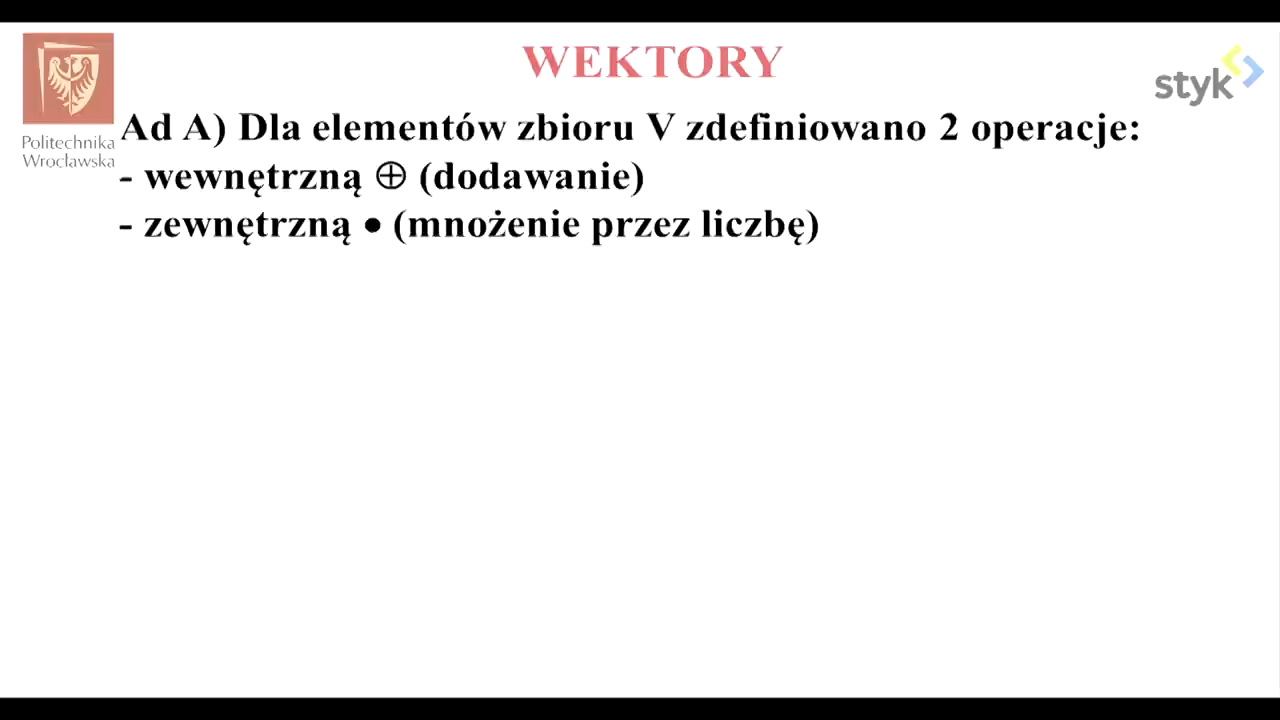 WEKTORY
styk
Politechnika
Wrocławska
Ad A) Dla elementów zbioru V zdefiniowano 2 operacje:
- wewnętrzną ⊕ (dodawanie)
- zewnętrzną ● (mnożenie przez liczbę)